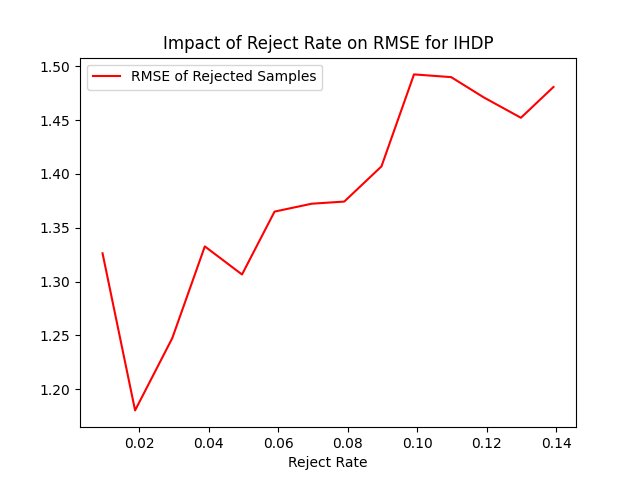 Impact of Reject Rate on RMSE for IHDP
RMSE of Rejected Samples
1.50
1.45
1.40
1.35
1.30
1.25
1.20
0.02 0.04 0.06 0.08 0.10 0.12 0.14
Reject Rate